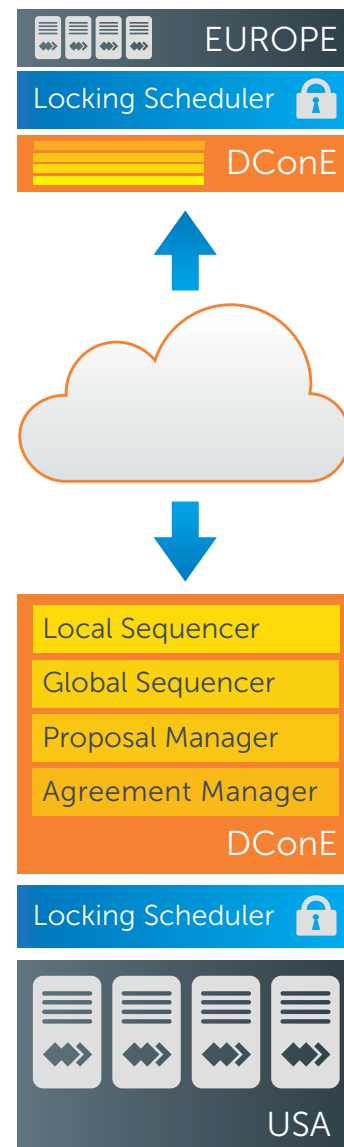 EUROPE
Locking Scheduler
DConE
Local Sequencer
Global Sequencer
Proposal Manager
Agreement Manager
DConE
Locking Scheduler
USA